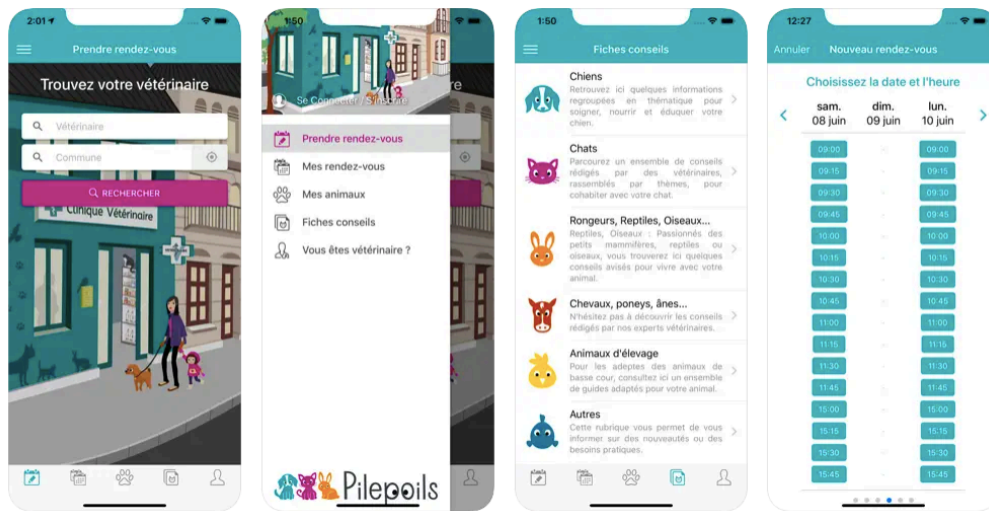 2:01
Prendre rendez-vous
Trouvez votre vétérinaire
Vétérinaire
Commune
RECHERCHER
Clinique Vétérinaire
1:50
Se Connecter / S'inscrire
Prendre rendez-vous
Mes rendez-vous
Mes animaux
Fiches conseils
Vous êtes vétérinaire ?
Pilepoils
1:50
Fiches conseils
Chiens
Retrouvez ici quelques informations
regroupées en thématique pour
soigner, nourrir et éduquer votre
chien.
Chats
Parcourez un ensemble de conseils
rédigés par des vétérinaires,
rassemblés par thèmes, pour
cohabiter avec votre chat.
Rongeurs, Reptiles, Oiseaux...
Reptiles, Oiseaux : Passionnés des
petits mammifères, reptiles ou
oiseaux, vous trouverez ici quelques
conseils avisés pour vivre avec votre
animal.
Chevaux, poneys, ânes...
N'hésitez pas à découvrir les conseils
rédigés par nos experts vétérinaires.
Animaux d'élevage
Pour les adeptes des animaux de
basse cour, consultez ici un ensemble
de guides adaptés pour votre animal.
Autres
Cette rubrique vous permet de vous
informer sur des nouveautés ou des
besoins pratiques.
12:27
Annuler Nouveau rendez-vous
Choisissez la date et l'heure
sam. dim. lun.
08 juin 09 juin 10 juin
09:00 - 09:00
09:15 - 09:15
09:30 - 09:30
09:45 - 09:45
10:00 - 10:00
10:15 - 10:15
10:30 - 10:30
10:45 - 10:45
11:00 - 11:00
11:15 - 11:15
11:30 - 11:30
11:45 - 11:45
15:00 - 15:00
15:15 - 15:15
15:30 - 15:30
15:45 - 15:45